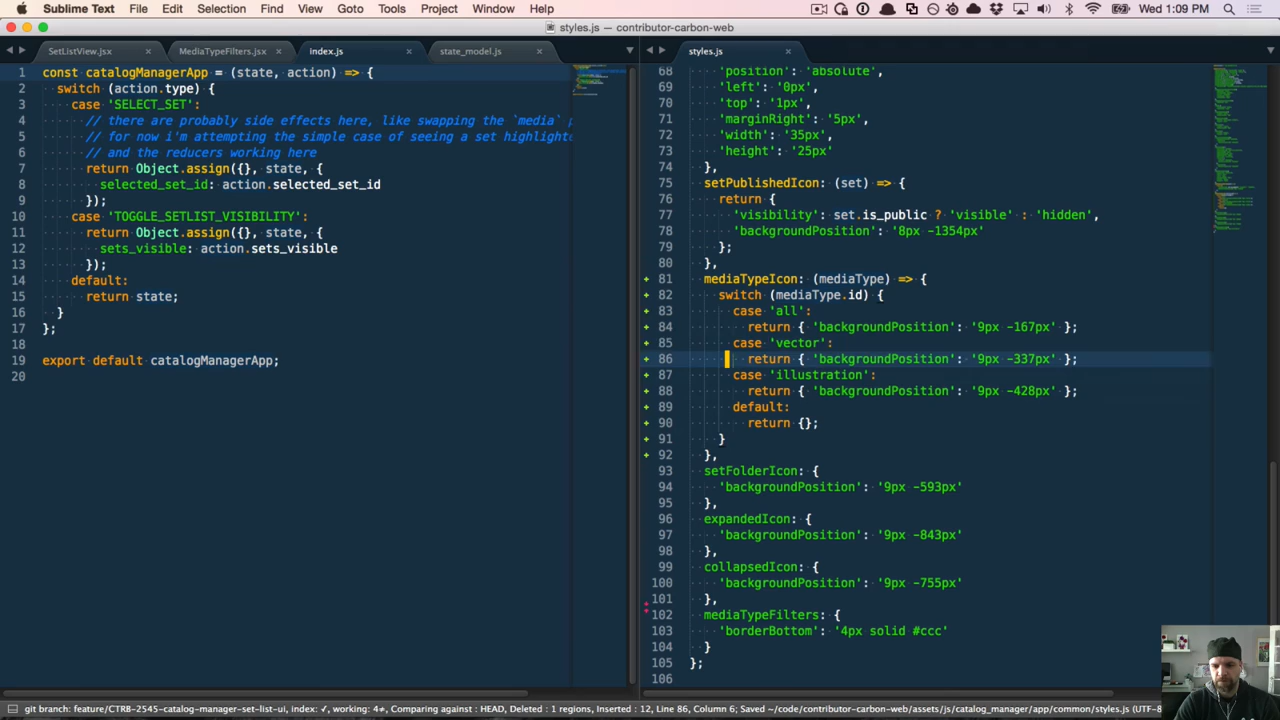 Sublime Text File Edit Selection Find View Goto Tools Project Window Help Wed 1:09 PM
styles.js — contributor-carbon-web
SetListView.jsx × MediaTypeFilters.jsx × index.js × state_model.js ×
1 const catalogManagerApp = (state, action) => {
2 switch (action.type) {
3 case 'SELECT_SET':
4 // there are probably side effects here, like swapping the `media` p
5 // for now i'm attempting the simple case of seeing a set highlight
6 // and the reducers working here
7 return Object.assign({}, state, {
8 selected_set_id: action.selected_set_id
9 });
10 case 'TOGGLE_SETLIST_VISIBILITY':
11 return Object.assign({}, state, {
12 sets_visible: action.sets_visible
13 });
14 default:
15 return state;
16 }
17 };
18
19 export default catalogManagerApp;
20
styles.js ×
68 'position': 'absolute',
69 'left': '0px',
70 'top': '1px',
71 'marginRight': '5px',
72 'width': '35px',
73 'height': '25px'
74 },
75 setPublishedIcon: (set) => {
76 return {
77 'visibility': set.is_public ? 'visible' : 'hidden',
78 'backgroundPosition': '8px -1354px'
79 };
80 },
81 mediaTypeIcon: (mediaType) => {
82 switch (mediaType.id) {
83 case 'all':
84 return { 'backgroundPosition': '9px -167px' };
85 case 'vector':
86 return { 'backgroundPosition': '9px -337px' };
87 case 'illustration':
88 return { 'backgroundPosition': '9px -428px' };
89 default:
90 return {};
91 }
92 },
93 setFolderIcon: {
94 'backgroundPosition': '9px -593px'
95 },
96 expandedIcon: {
97 'backgroundPosition': '9px -843px'
98 },
99 collapsedIcon: {
100 'backgroundPosition': '9px -755px'
101 },
102 mediaTypeFilters: {
103 'borderBottom': '4px solid #ccc'
104 }
105 };
106
git branch: feature/CTRB-2545-catalog-manager-set-list-ui, index: ✓, working: 4≠, Comparing against: HEAD, Deleted : 1 regions, Inserted : 12, Line 86, Column 6; Saved ~/code/contributor-carbon-web/assets/js/catalog_manager/app/common/styles.js (UTF-8